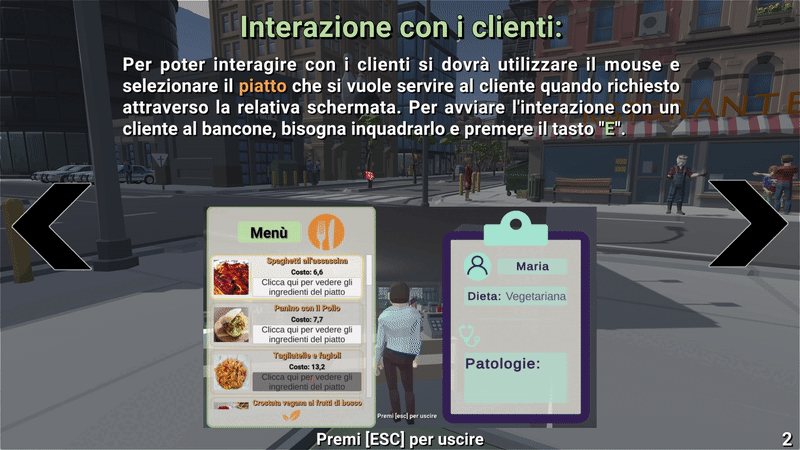 Interazione con i clienti:
Per poter interagire con i clienti si dovrà utilizzare il mouse e
selezionare il piatto che si vuole servire al cliente quando richiesto
attraverso la relativa schermata. Per avviare l'interazione con un
cliente al bancone, bisogna inquadrarlo e premere il tasto "E".
Menù
Spaghetti all'assassina
Costo: 6,6
Clicca qui per vedere gli
ingredienti del piatto
Panino con il Pollo
Costo: 7,7
Clicca qui per vedere gli
ingredienti del piatto
Tagliatelle e fagioli
Costo: 13,2
Clicca qui per vedere gli
ingredienti del piatto
Crostata vegana ai frutti di bosco
Maria
Dieta: Vegetariana
Patologie:
Premi [esc] per uscire
Premi [ESC] per uscire
2